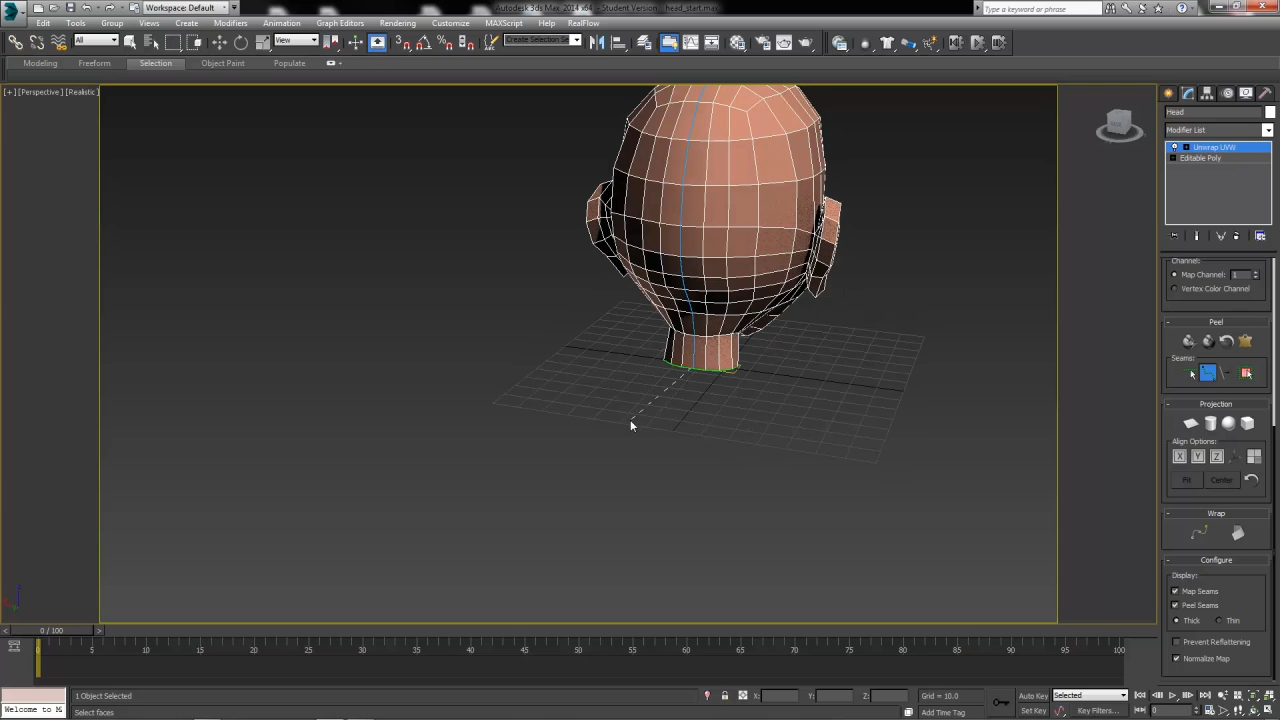 Workspace: Default
Autodesk 3ds Max 2014 x64 - Student Version head_start.max
Type a keyword or phrase
Edit Tools Group Views Create Modifiers Animation Graph Editors Rendering Customize MAXScript Help RealFlow
All View Create Selection Se
Modeling Freeform Selection Object Paint Populate
[+] [Perspective] [Realistic]
Head
Modifier List
Unwrap UVW
Editable Poly
Channel:
Map Channel: 1
Vertex Color Channel
Peel
Seams:
Projection
Align Options:
X Y Z
Fit Center
Wrap
Configure
Display:
Map Seams
Peel Seams
Thick Thin
Prevent Reflattening
Normalize Map
0 / 100
0 5 10 15 20 25 30 35 40 45 50 55 60 65 70 75 80 85 90 95 100
1 Object Selected X: Y: Z: Grid = 10.0 Auto Key Selected
Welcome to M Select faces Add Time Tag Set Key Key Filters... 0